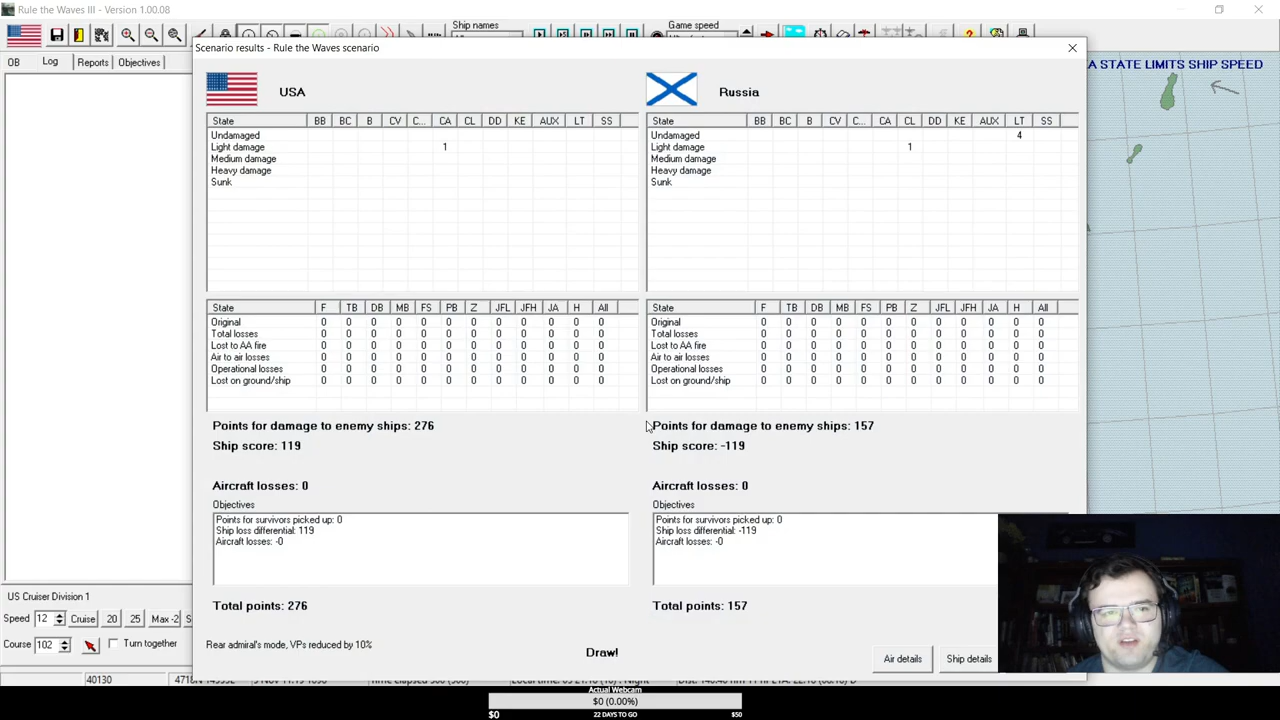 Rule the Waves III - Version 1.00.08
Ship names
Game speed
OB Log Reports Objectives
Scenario results - Rule the Waves scenario
A STATE LIMITS SHIP SPEED
USA
State BB BC B CV C... CA CL DD KE AUX LT SS
Undamaged
Light damage 1
Medium damage
Heavy damage
Sunk
State F TB DB MB FS PB Z JFL JFH JA H All
Original 0 0 0 0 0 0 0 0 0 0 0 0
Total losses 0 0 0 0 0 0 0 0 0 0 0 0
Lost to AA fire 0 0 0 0 0 0 0 0 0 0 0 0
Air to air losses 0 0 0 0 0 0 0 0 0 0 0 0
Operational losses 0 0 0 0 0 0 0 0 0 0 0 0
Lost on ground/ship 0 0 0 0 0 0 0 0 0 0 0 0
Points for damage to enemy ships: 276
Ship score: 119
Aircraft losses: 0
Objectives
Points for survivors picked up: 0
Ship loss differential: 119
Aircraft losses: -0
Total points: 276
Rear admiral's mode, VPs reduced by 10%
Russia
State BB BC B CV C... CA CL DD KE AUX LT SS
Undamaged 4
Light damage 1
Medium damage
Heavy damage
Sunk
State F TB DB MB FS PB Z JFL JFH JA H All
Original 0 0 0 0 0 0 0 0 0 0 0 0
Total losses 0 0 0 0 0 0 0 0 0 0 0 0
Lost to AA fire 0 0 0 0 0 0 0 0 0 0 0 0
Air to air losses 0 0 0 0 0 0 0 0 0 0 0 0
Operational losses 0 0 0 0 0 0 0 0 0 0 0 0
Lost on ground/ship 0 0 0 0 0 0 0 0 0 0 0 0
Points for damage to enemy ships: 157
Ship score: -119
Aircraft losses: 0
Objectives
Points for survivors picked up: 0
Ship loss differential: -119
Aircraft losses: -0
Total points: 157
Draw!
Air details Ship details
US Cruiser Division 1
Speed 12 Cruise 20 25 Max -2 S
Course 102 Turn together
40130
Actual Webcam
$0 (0.00%)
$0 22 DAYS TO GO $50